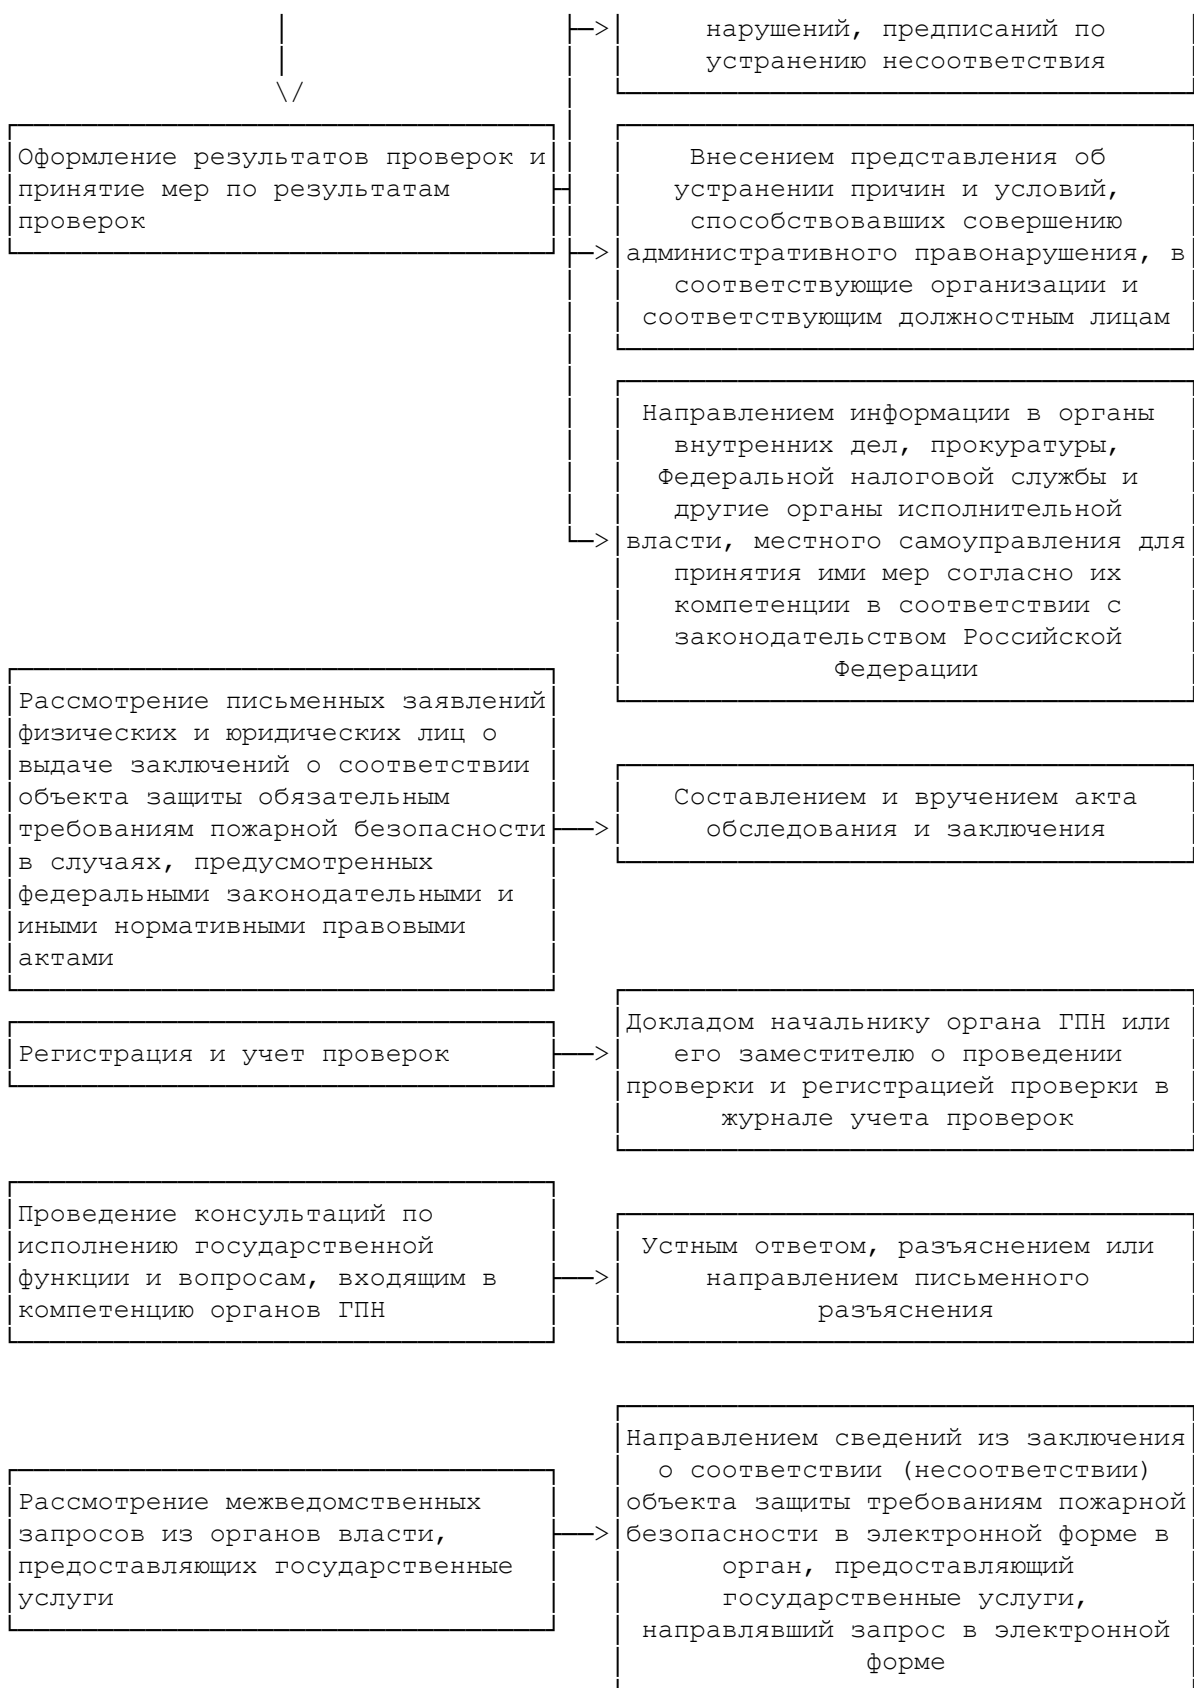 нарушений, предписаний по
устранению несоответствия
Оформление результатов проверок и
принятие мер по результатам
проверок
Внесением представления об
устранении причин и условий,
способствовавших совершению
административного правонарушения, в
соответствующие организации и
соответствующим должностным лицам
Направлением информации в органы
внутренних дел, прокуратуры,
Федеральной налоговой службы и
другие органы исполнительной
власти, местного самоуправления для
принятия ими мер согласно их
компетенции в соответствии с
законодательством Российской
Федерации
Рассмотрение письменных заявлений
физических и юридических лиц о
выдаче заключений о соответствии
объекта защиты обязательным
требованиям пожарной безопасности
в случаях, предусмотренных
федеральными законодательными и
иными нормативными правовыми
актами
Составлением и вручением акта
обследования и заключения
Регистрация и учет проверок
Докладом начальнику органа ГПН или
его заместителю о проведении
проверки и регистрацией проверки в
журнале учета проверок
Проведение консультаций по
исполнению государственной
функции и вопросам, входящим в
компетенцию органов ГПН
Устным ответом, разъяснением или
направлением письменного
разъяснения
Рассмотрение межведомственных
запросов из органов власти,
предоставляющих государственные
услуги
Направлением сведений из заключения
о соответствии (несоответствии)
объекта защиты требованиям пожарной
безопасности в электронной форме в
орган, предоставляющий
государственные услуги,
направлявший запрос в электронной
форме